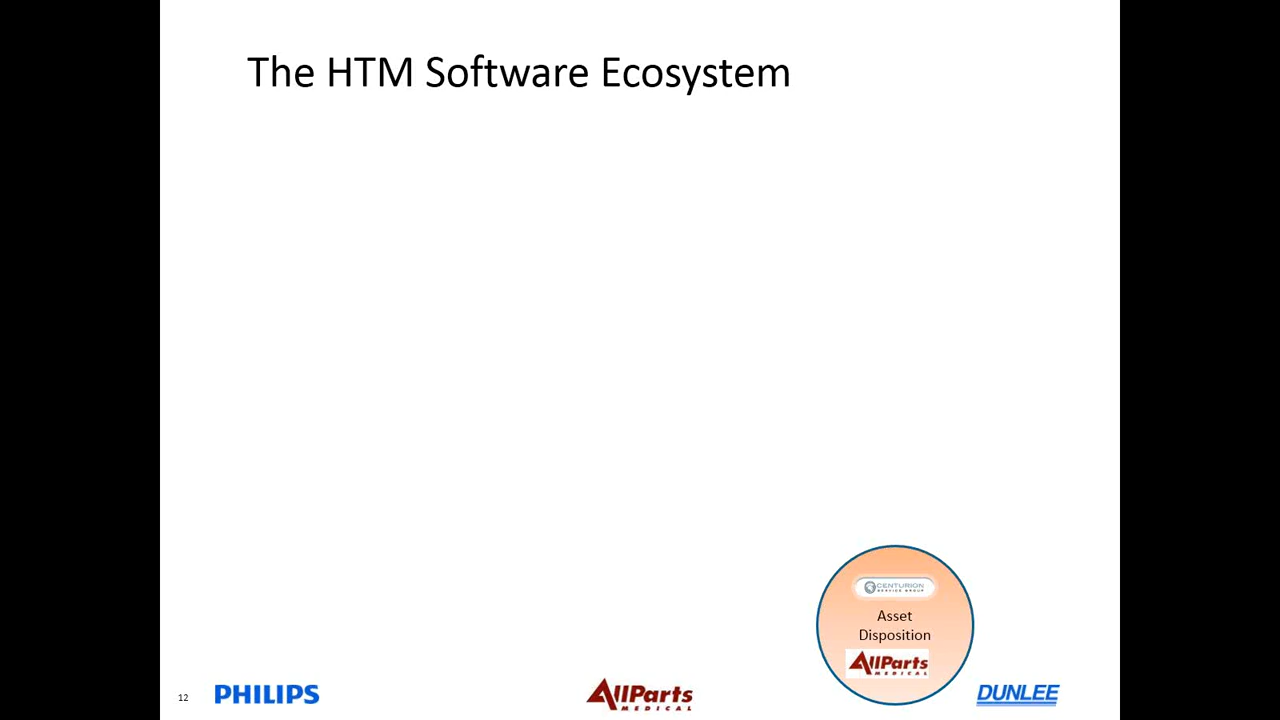 The HTM Software Ecosystem
CENTURION
SERVICE GROUP
Asset
Disposition
AllParts
MEDICAL
12
PHILIPS
AllParts
MEDICAL
DUNLEE